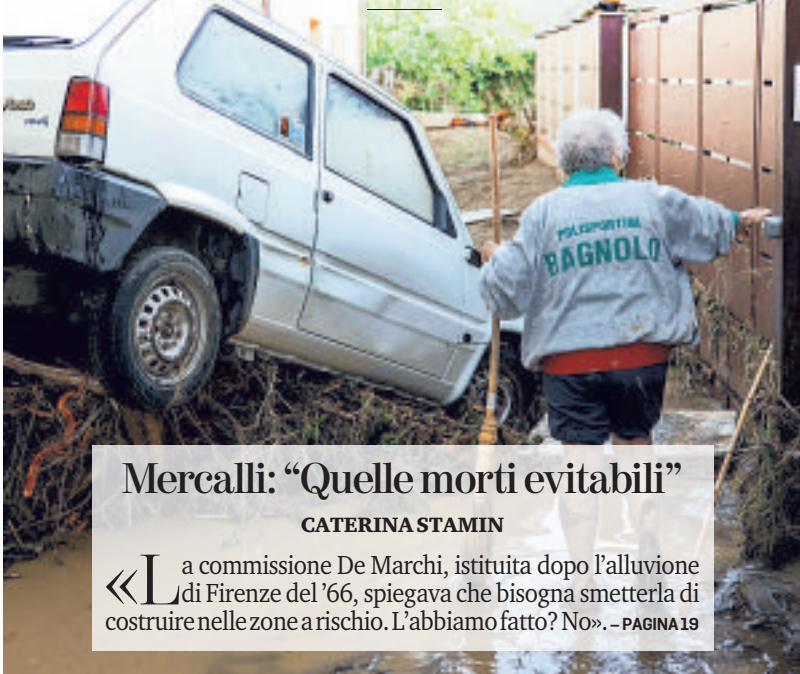 POLISPORTIVA
BAGNOLO
Mercalli: “Quelle morti evitabili”
CATERINA STAMIN
«La commissione De Marchi, istituita dopo l’alluvione
di Firenze del ’66, spiegava che bisogna smetterla di
costruire nelle zone a rischio. L’abbiamo fatto? No». – PAGINA 19